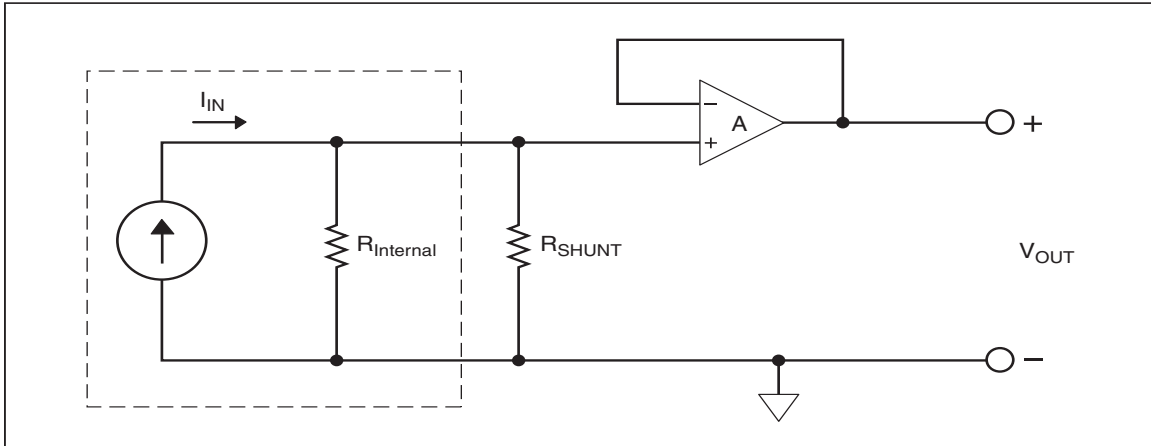 I_IN
−
A
+
+
R_Internal
R_SHUNT
V_OUT
−